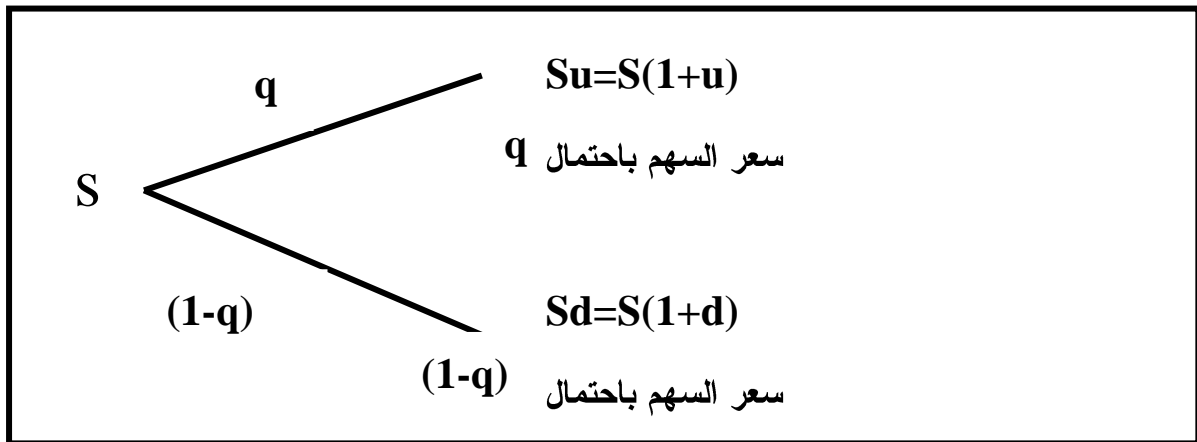 q
Su=S(1+u)
سعر السهم باحتمال q
S
(1-q)
Sd=S(1+d)
سعر السهم باحتمال (1-q)